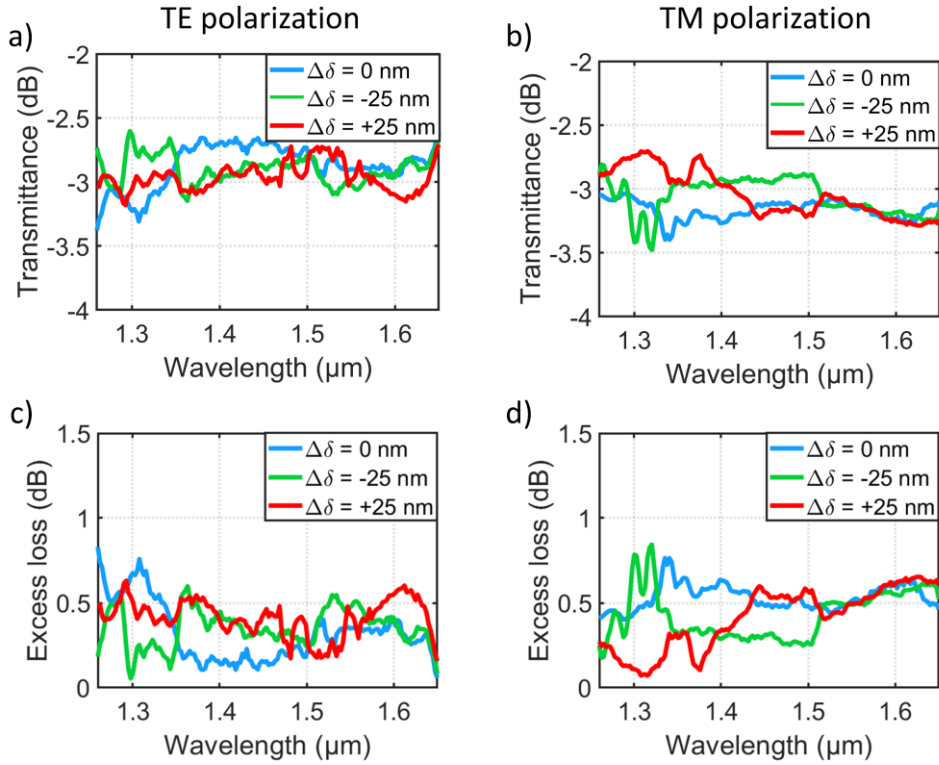 TE polarization
TM polarization
a)
Transmittance (dB)
-2
-2.5
-3
-3.5
-4
Δδ = 0 nm
Δδ = -25 nm
Δδ = +25 nm
1.3
1.4
1.5
1.6
Wavelength (µm)
b)
Transmittance (dB)
-2
-2.5
-3
-3.5
-4
Δδ = 0 nm
Δδ = -25 nm
Δδ = +25 nm
1.3
1.4
1.5
1.6
Wavelength (µm)
c)
Excess loss (dB)
1.5
1
0.5
0
Δδ = 0 nm
Δδ = -25 nm
Δδ = +25 nm
1.3
1.4
1.5
1.6
Wavelength (µm)
d)
Excess loss (dB)
1.5
1
0.5
0
Δδ = 0 nm
Δδ = -25 nm
Δδ = +25 nm
1.3
1.4
1.5
1.6
Wavelength (µm)